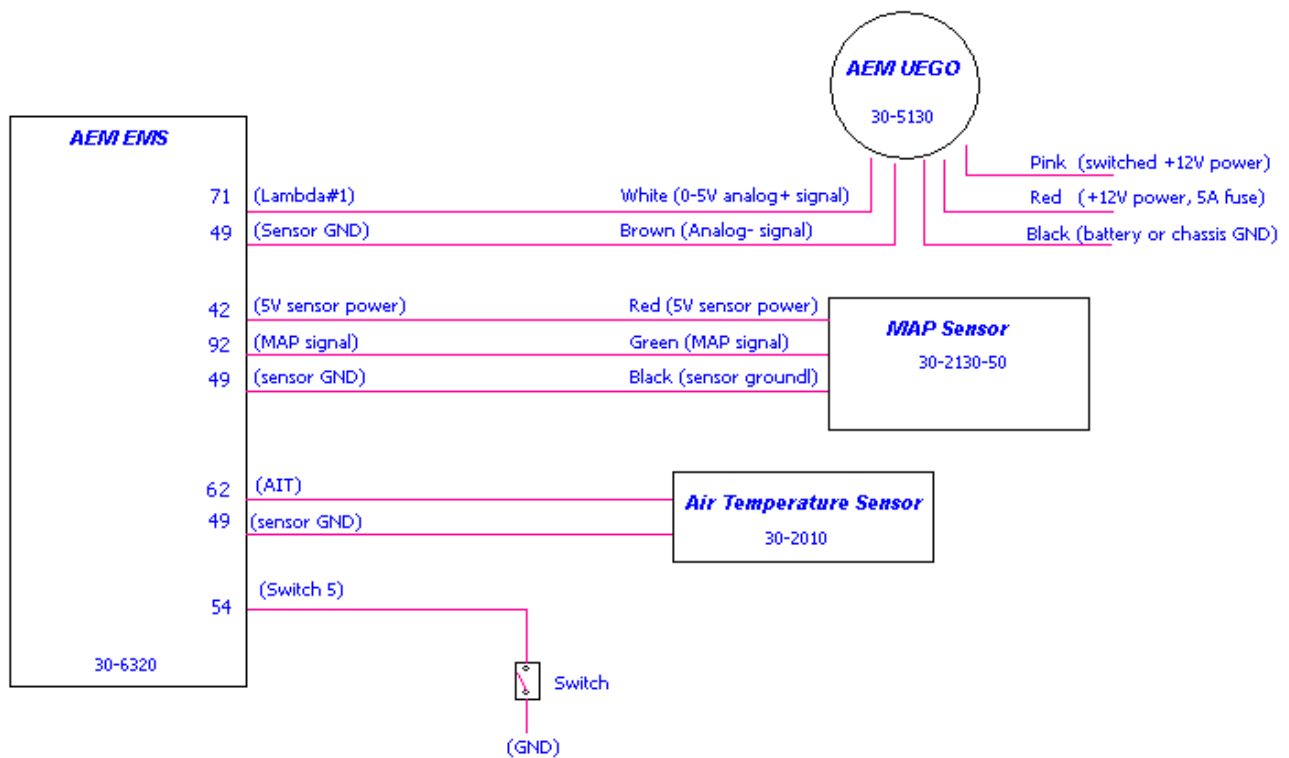 AEM UEGO
30-5130
Pink (switched +12V power)
Red (+12V power, 5A fuse)
Black (battery or chassis GND)
AEM EMS
71 (Lambda#1) White (0-5V analog+ signal)
49 (Sensor GND) Brown (Analog- signal)
42 (5V sensor power) Red (5V sensor power)
92 (MAP signal) Green (MAP signal)
49 (sensor GND) Black (sensor groundl)
MAP Sensor
30-2130-50
62 (AIT)
49 (sensor GND)
Air Temperature Sensor
30-2010
54 (Switch 5)
30-6320
Switch
(GND)